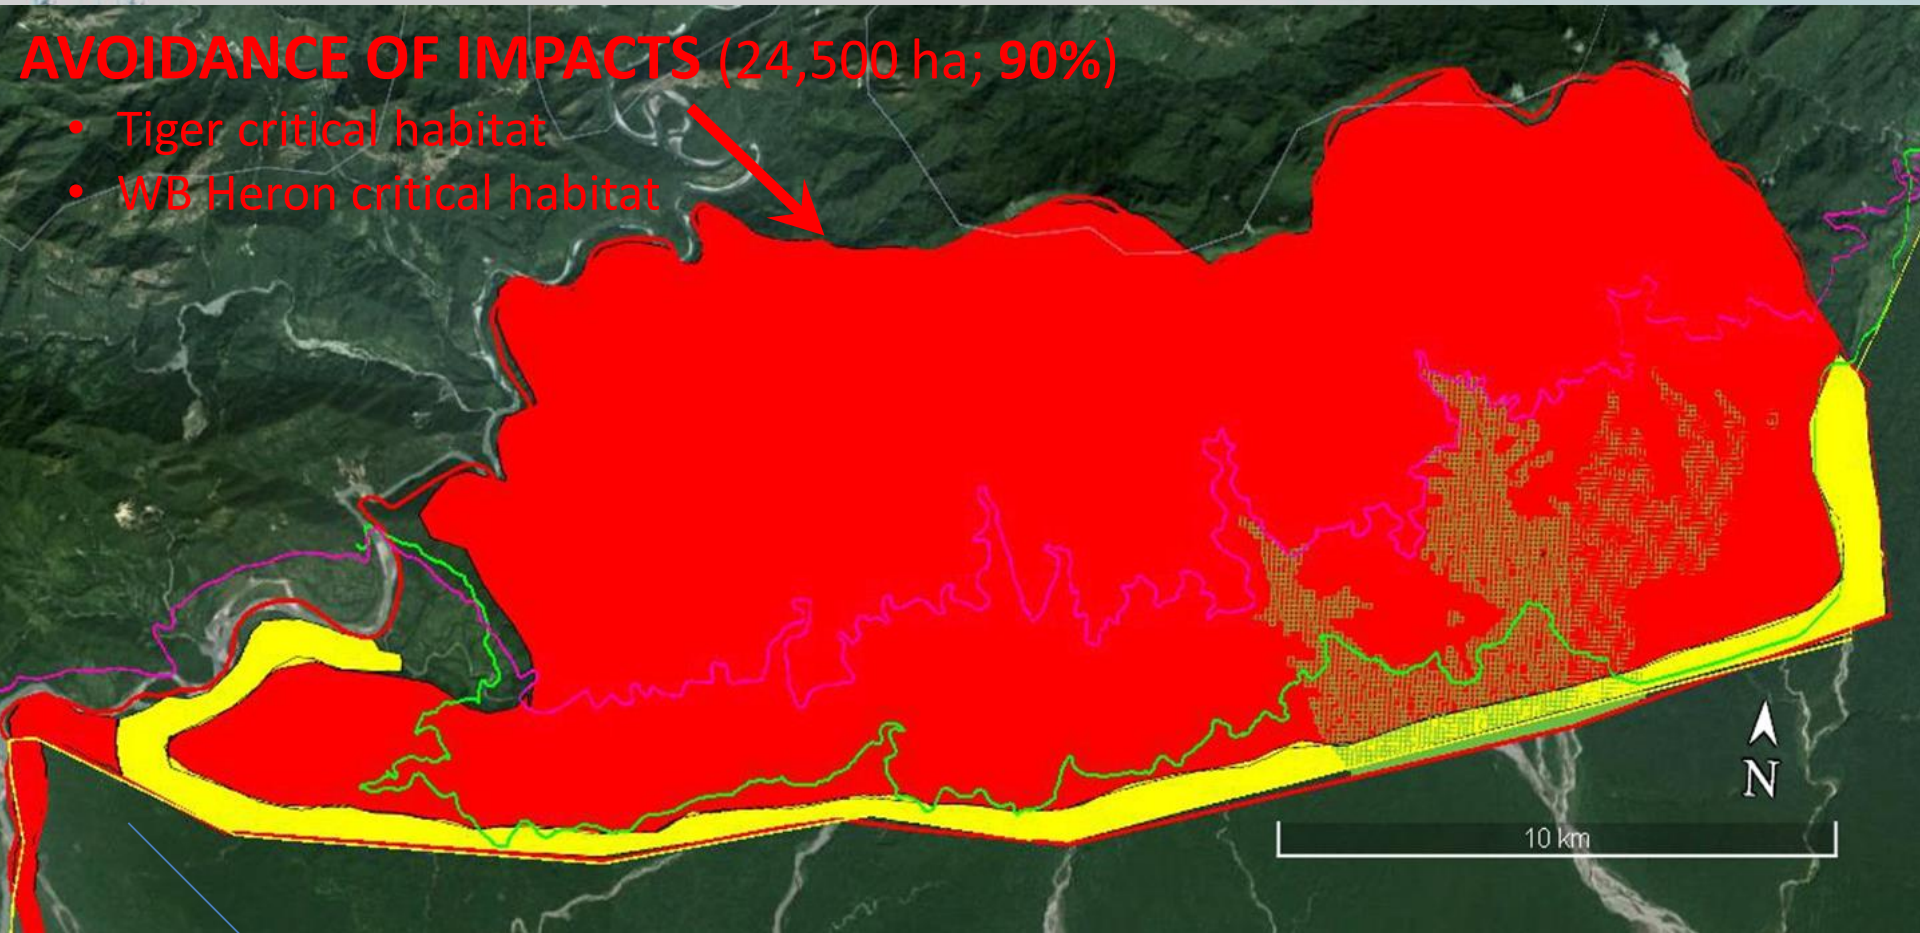 AVOIDANCE OF IMPACTS (24,500 ha; 90%)
• Tiger critical habitat
• WB Heron critical habitat
N
10 km